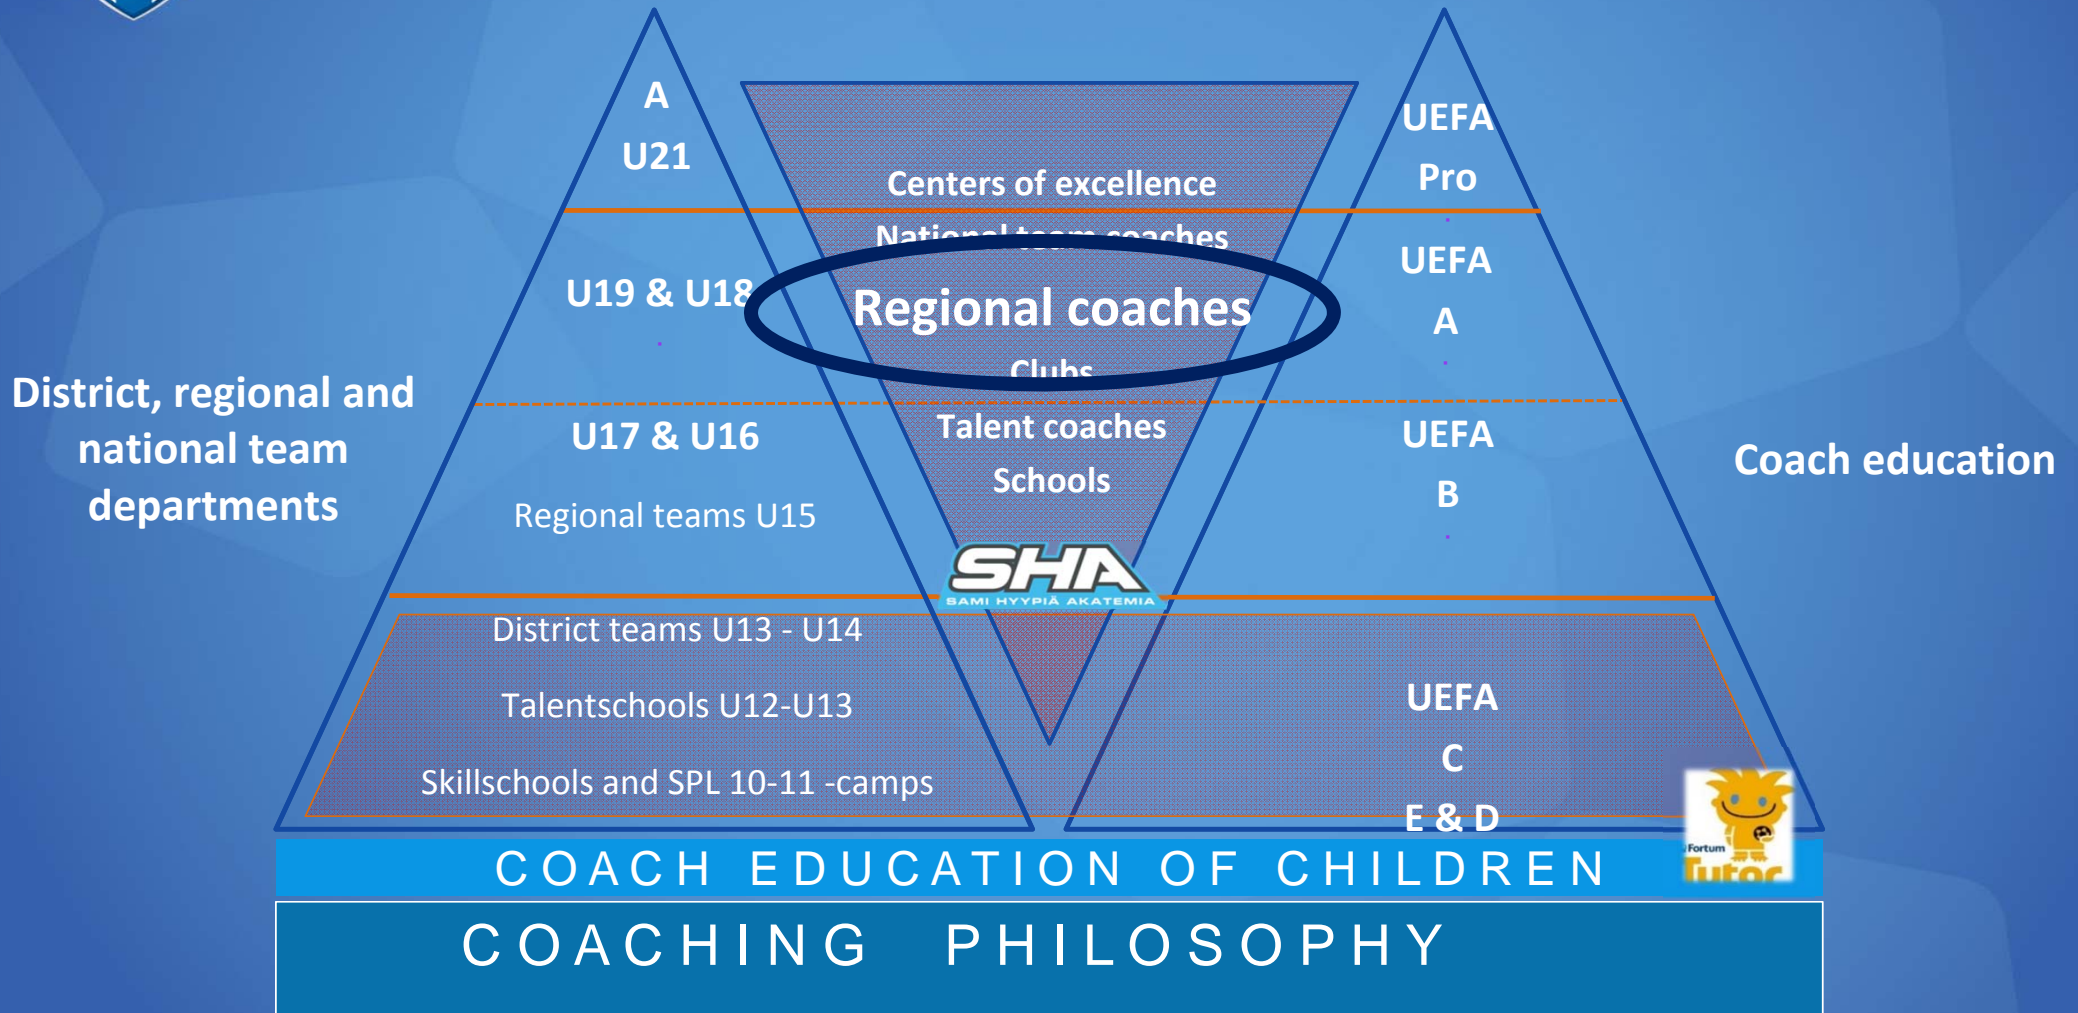 A
U21
U19 & U18
U17 & U16
Regional teams U15
District teams U13 - U14
Talentschools U12-U13
Skillschools and SPL 10-11 -camps
District, regional and
national team
departments
Centers of excellence
National team coaches
Regional coaches
Clubs
Talent coaches
Schools
SHA
SAMI HYYPIÄ AKATEMIA
UEFA
Pro
UEFA
A
UEFA
B
UEFA
C
E & D
Coach education
Fortum
Tutor
COACH EDUCATION OF CHILDREN
COACHING PHILOSOPHY